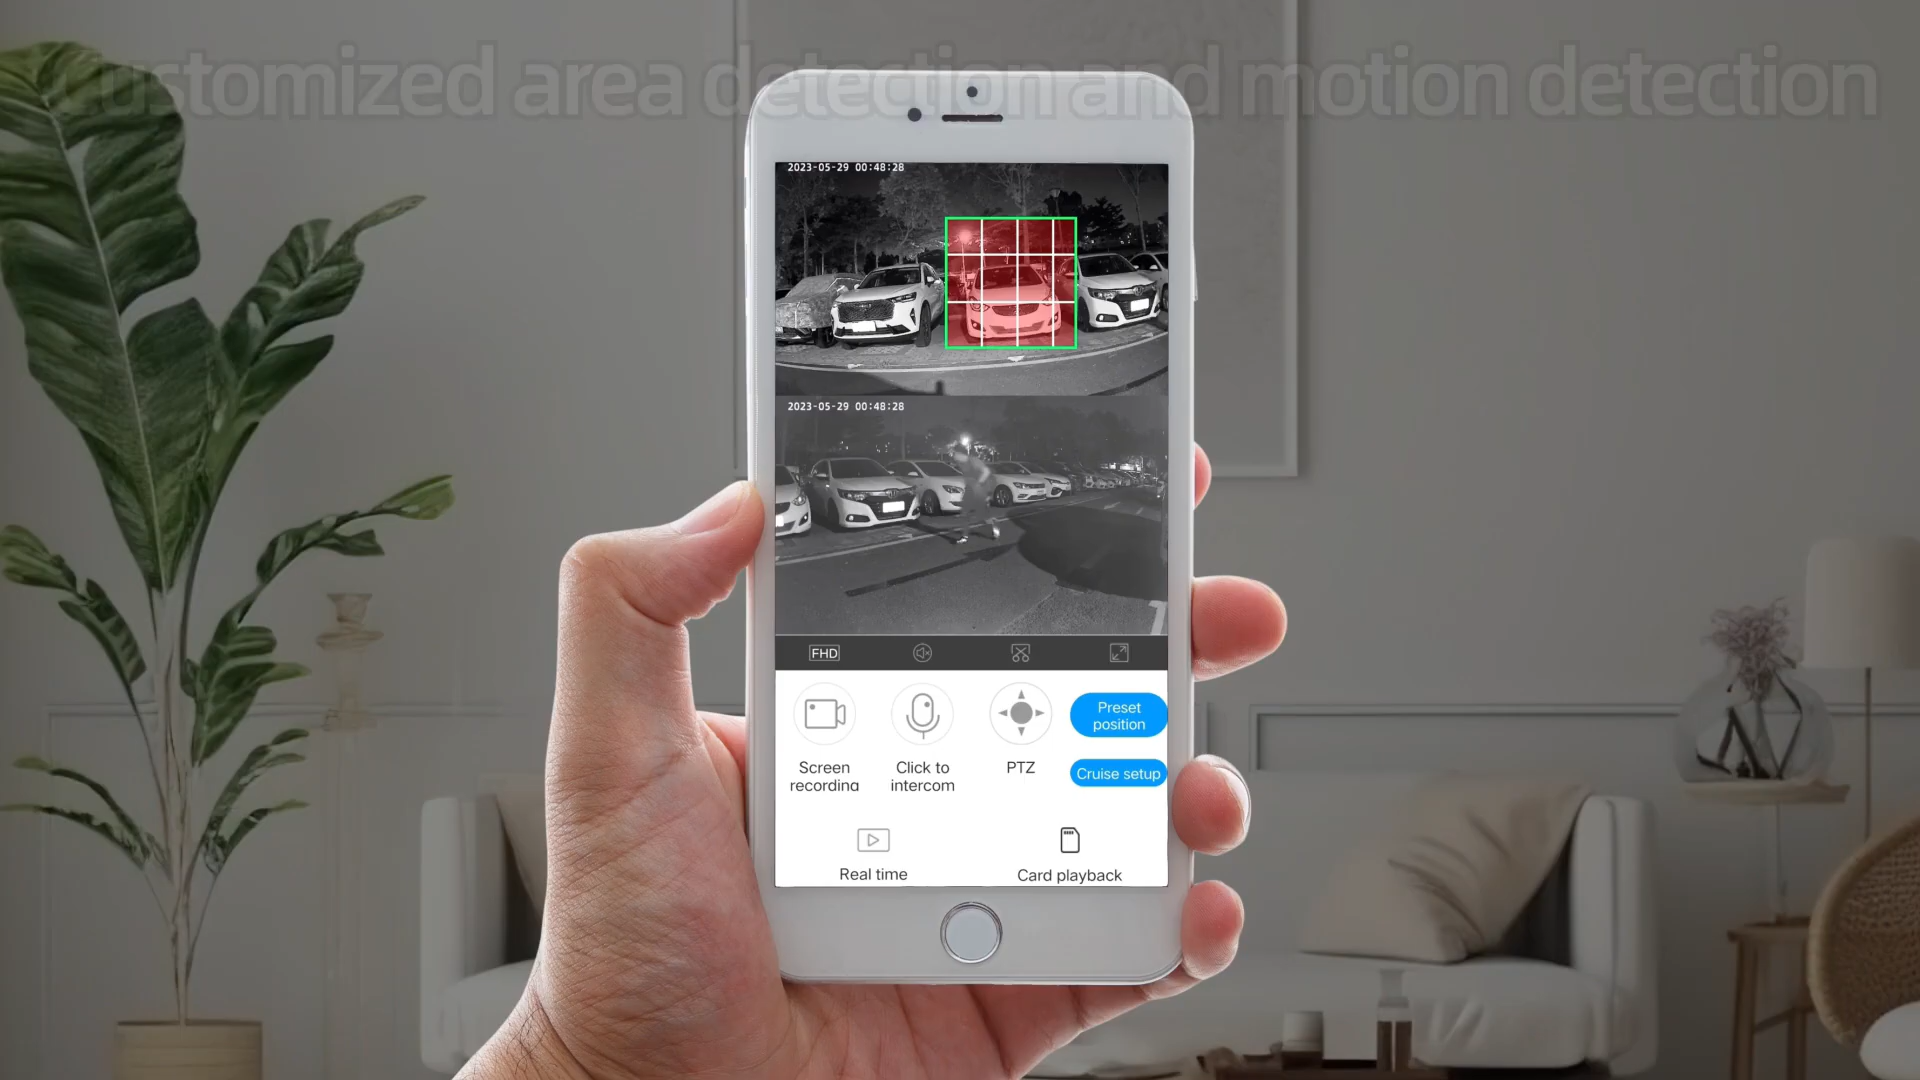 customized area detection and motion detection
2023-05-29 00:48:28
2023-05-29 00:48:28
FHD
Preset
position
Screen
recording
Click to
intercom
PTZ
Cruise setup
Real time
Card playback